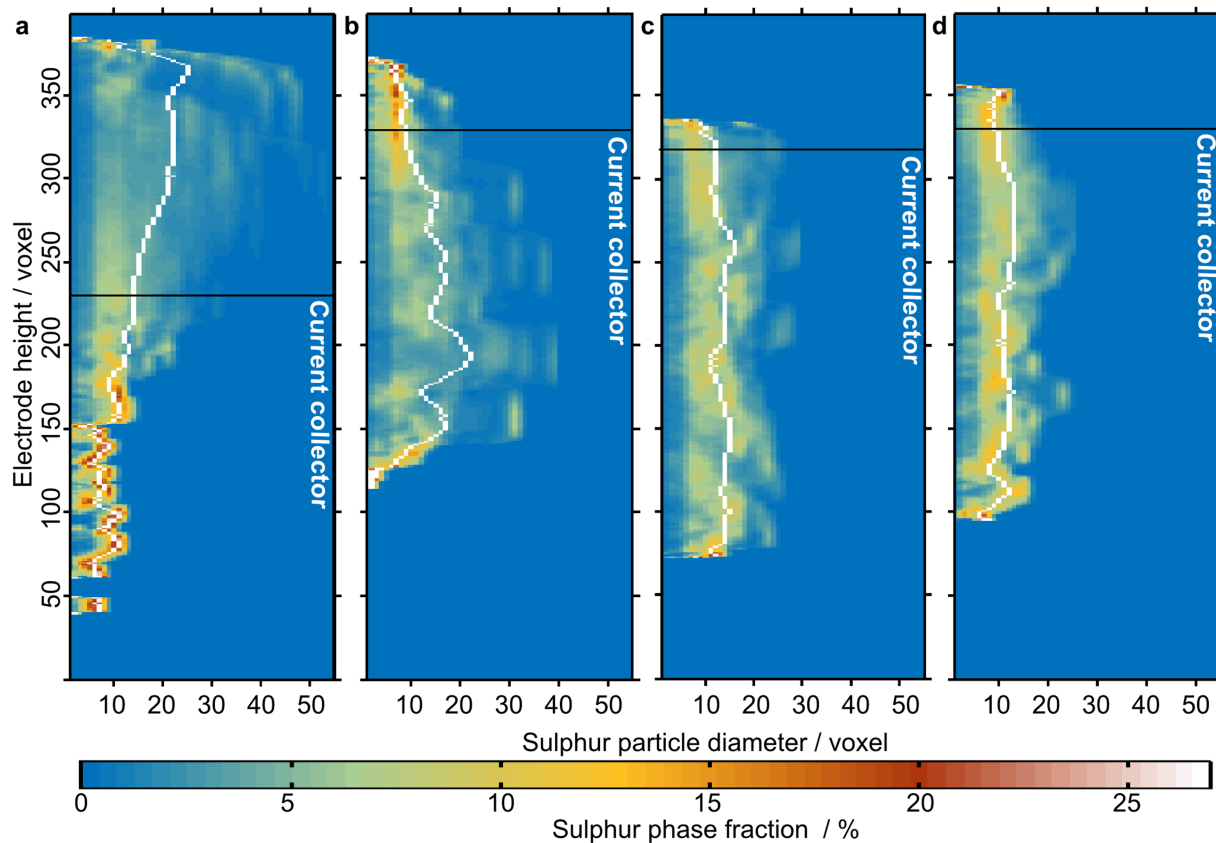 a b c d
Electrode height / voxel
350
300
250
200
150
100
50
Current collector
Current collector
Current collector
Current collector
10 20 30 40 50 10 20 30 40 50 10 20 30 40 50 10 20 30 40 50
Sulphur particle diameter / voxel
0 5 10 15 20 25
Sulphur phase fraction / %